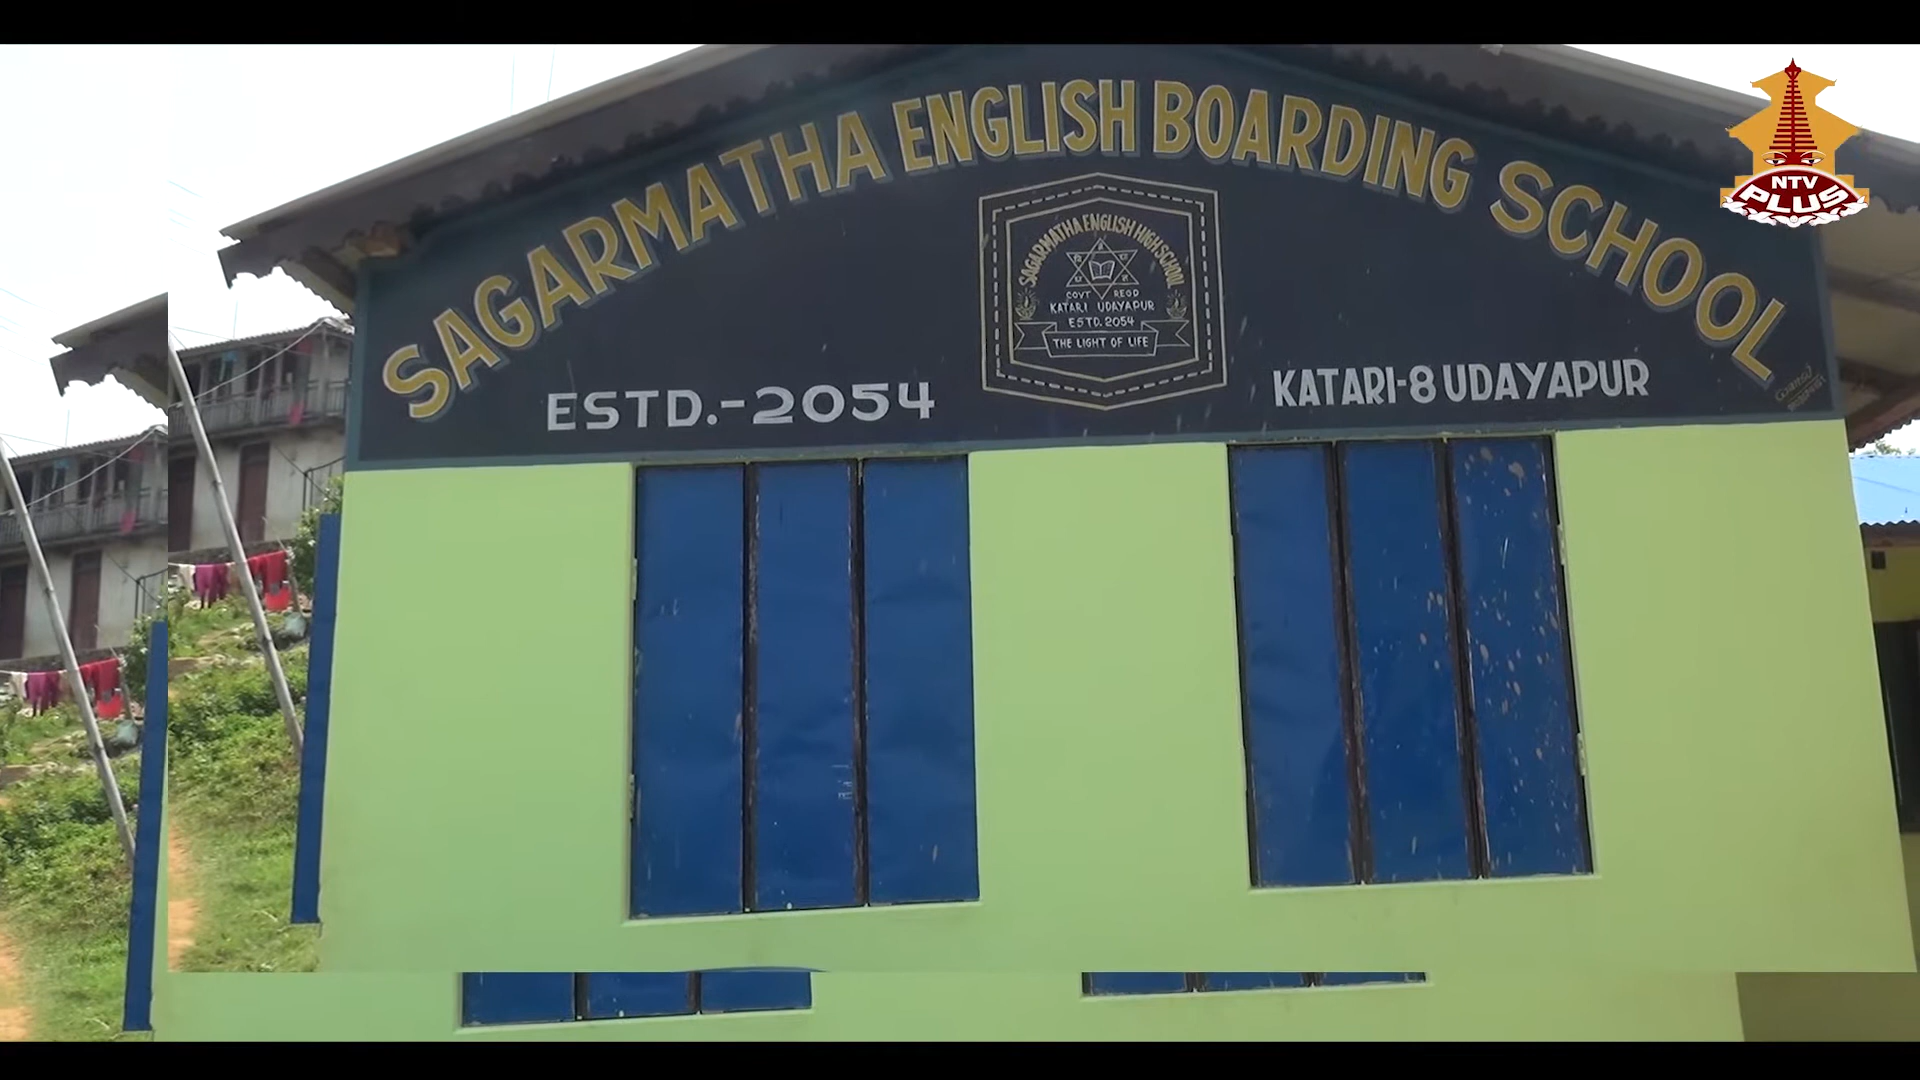 SAGARMATHA ENGLISH BOARDING SCHOOL
NTV
PLUS
SAGARMATHA ENGLISH HIGH SCHOOL
GOVT REGD
KATARI UDAYAPUR
ESTD. 2054
THE LIGHT OF LIFE
ESTD.-2054
KATARI-8 UDAYAPUR